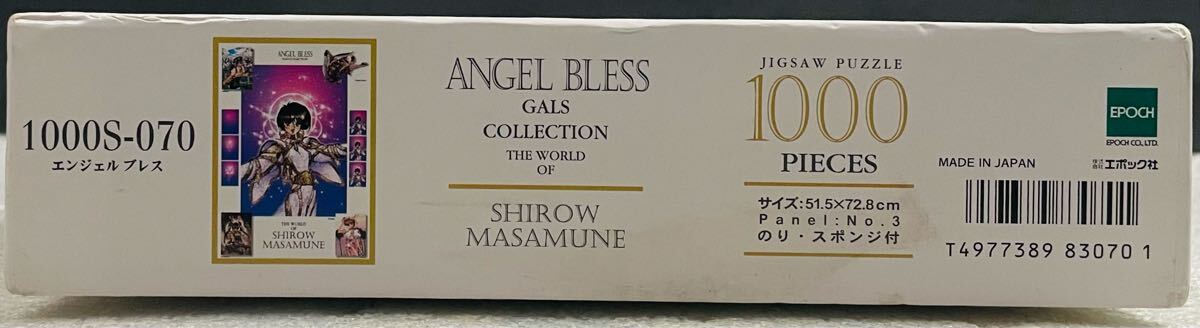 1000S-070
エンジェル ブレス
ANGEL BLESS
THE WORLD
OF
SHIROW
MASAMUNE
ANGEL BLESS
GALS
COLLECTION
THE WORLD
OF
SHIROW
MASAMUNE
JIGSAW PUZZLE
1000
PIECES
サイズ:51.5×72.8cm
Panel:No.3
のり・スポンジ付
EPOCH
EPOCH CO., LTD.
MADE IN JAPAN
株式会社エポック社
T4977389 83070 1